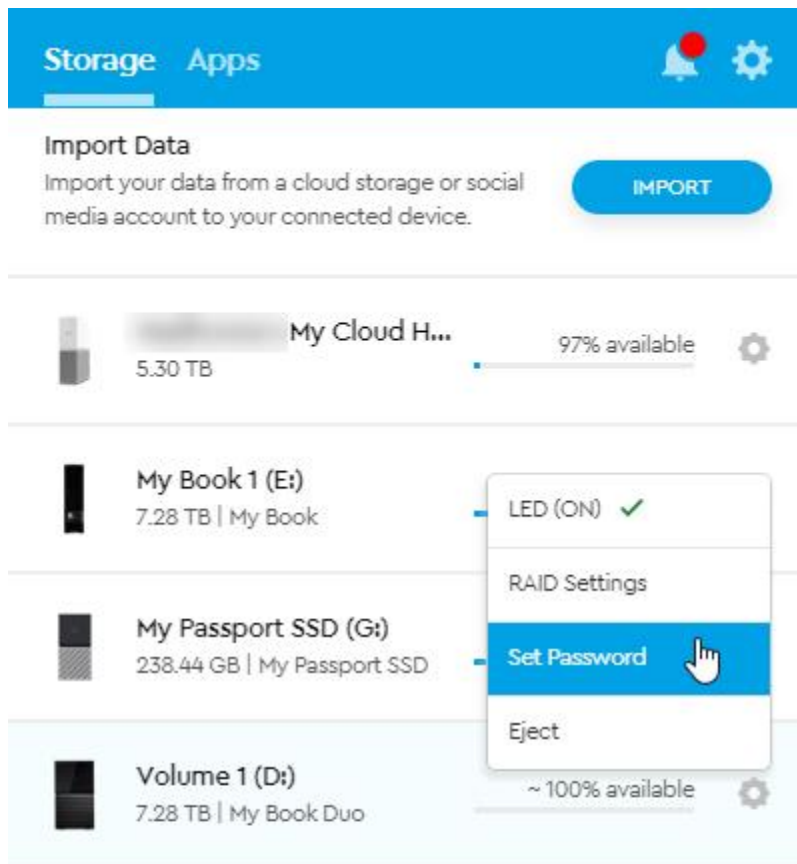 Storage Apps
Import Data
Import your data from a cloud storage or social
media account to your connected device.
IMPORT
My Cloud H...
5.30 TB
97% available
My Book 1 (E:)
7.28 TB | My Book
LED (ON)
RAID Settings
My Passport SSD (G:)
238.44 GB | My Passport SSD
Set Password
Eject
Volume 1 (D:)
7.28 TB | My Book Duo
~ 100% available